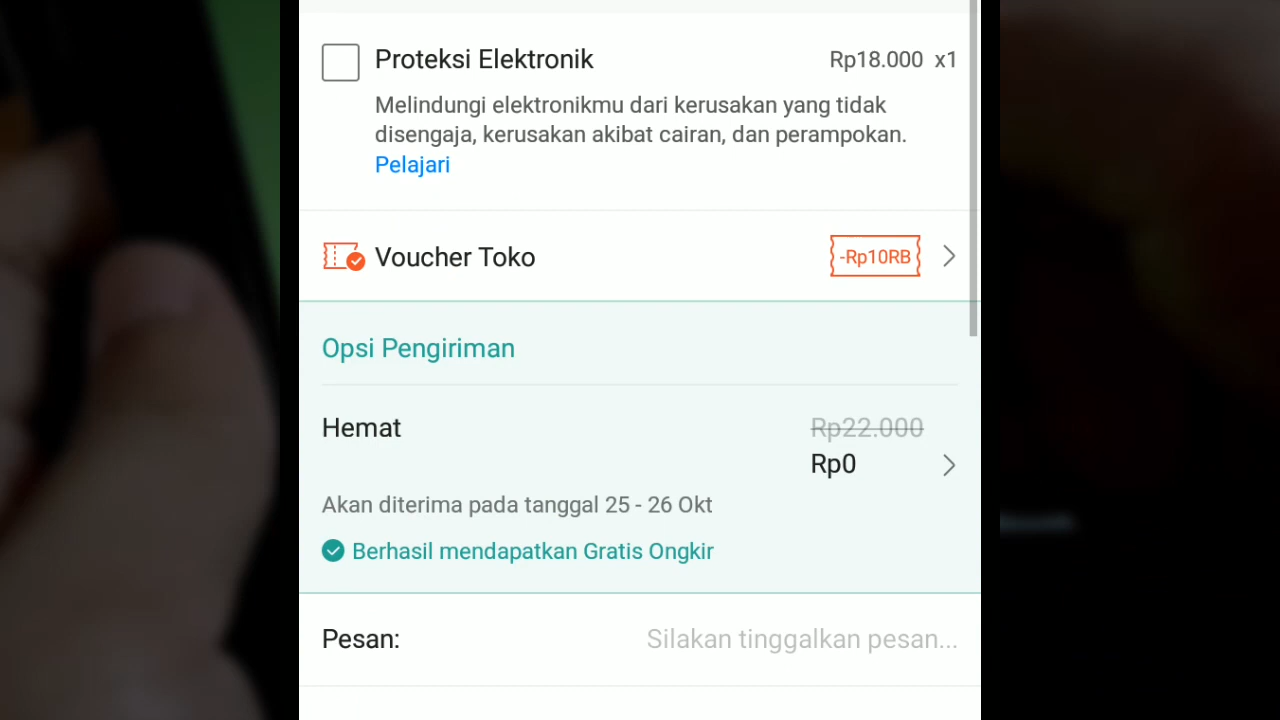 Proteksi Elektronik Rp18.000 x1
Melindungi elektronikmu dari kerusakan yang tidak
disengaja, kerusakan akibat cairan, dan perampokan.
Pelajari
Voucher Toko -Rp10RB
Opsi Pengiriman
Hemat Rp22.000
Rp0
Akan diterima pada tanggal 25 - 26 Okt
Berhasil mendapatkan Gratis Ongkir
Pesan: Silakan tinggalkan pesan...